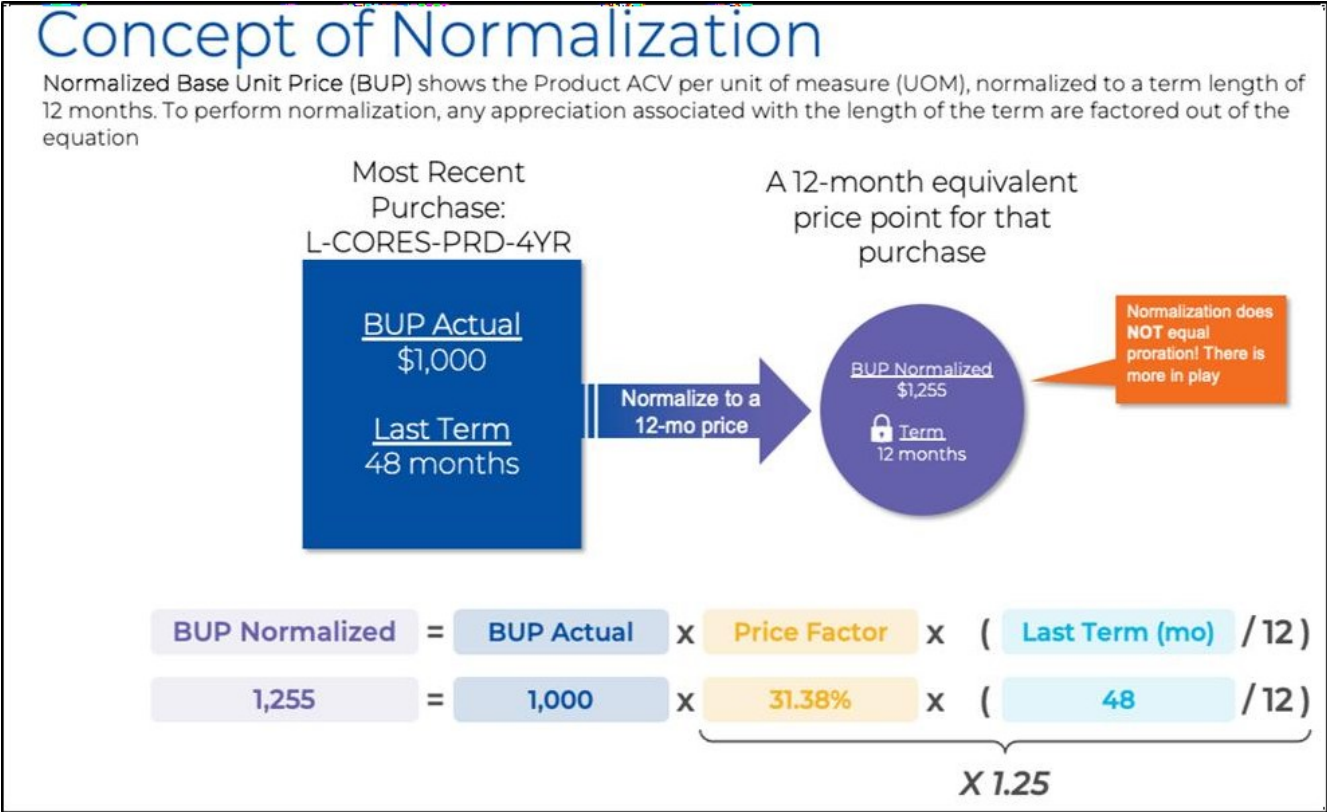 Concept of Normalization
Normalized Base Unit Price (BUP) shows the Product ACV per unit of measure (UOM), normalized to a term length of
12 months. To perform normalization, any appreciation associated with the length of the term are factored out of the
equation
Most Recent
Purchase:
L-CORES-PRD-4YR
BUP Actual
$1,000
Last Term
48 months
Normalize to a
12-mo price
A 12-month equivalent
price point for that
purchase
BUP Normalized
$1,255
Term
12 months
Normalization does
NOT equal
proration! There is
more in play
BUP Normalized = BUP Actual x Price Factor x ( Last Term (mo) / 12 )
1,255 = 1,000 x 31.38% x ( 48 / 12 )
X 1.25